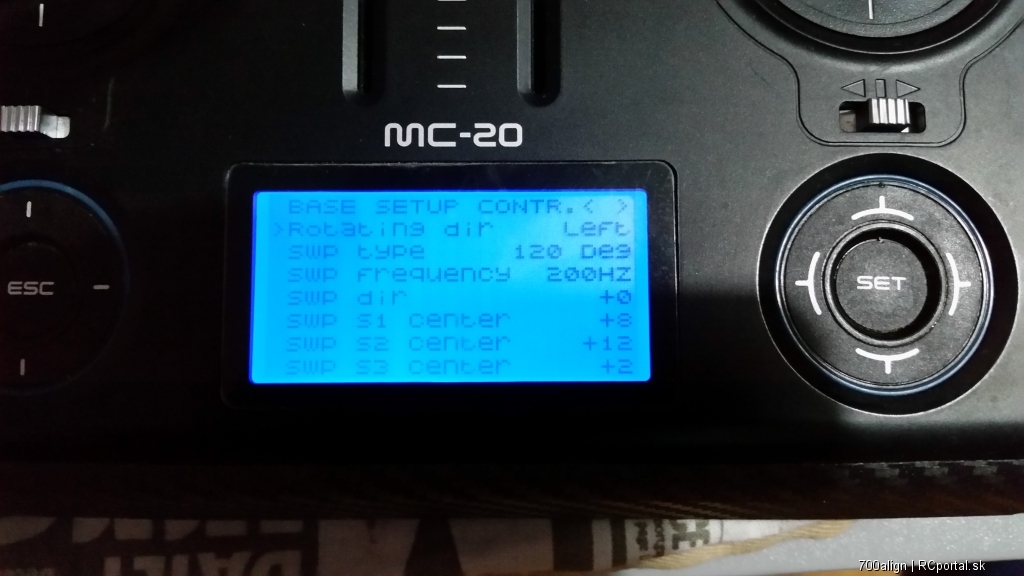 MC-20
BASE SETUP CONTR.< >
>Rotating dir Left
SWP type 120 Deg
SWP frequency 200HZ
SWP dir +0
SWP S1 center +8
SWP S2 center +12
SWP S3 center +2
ESC
SET
700align | RCportal.sk